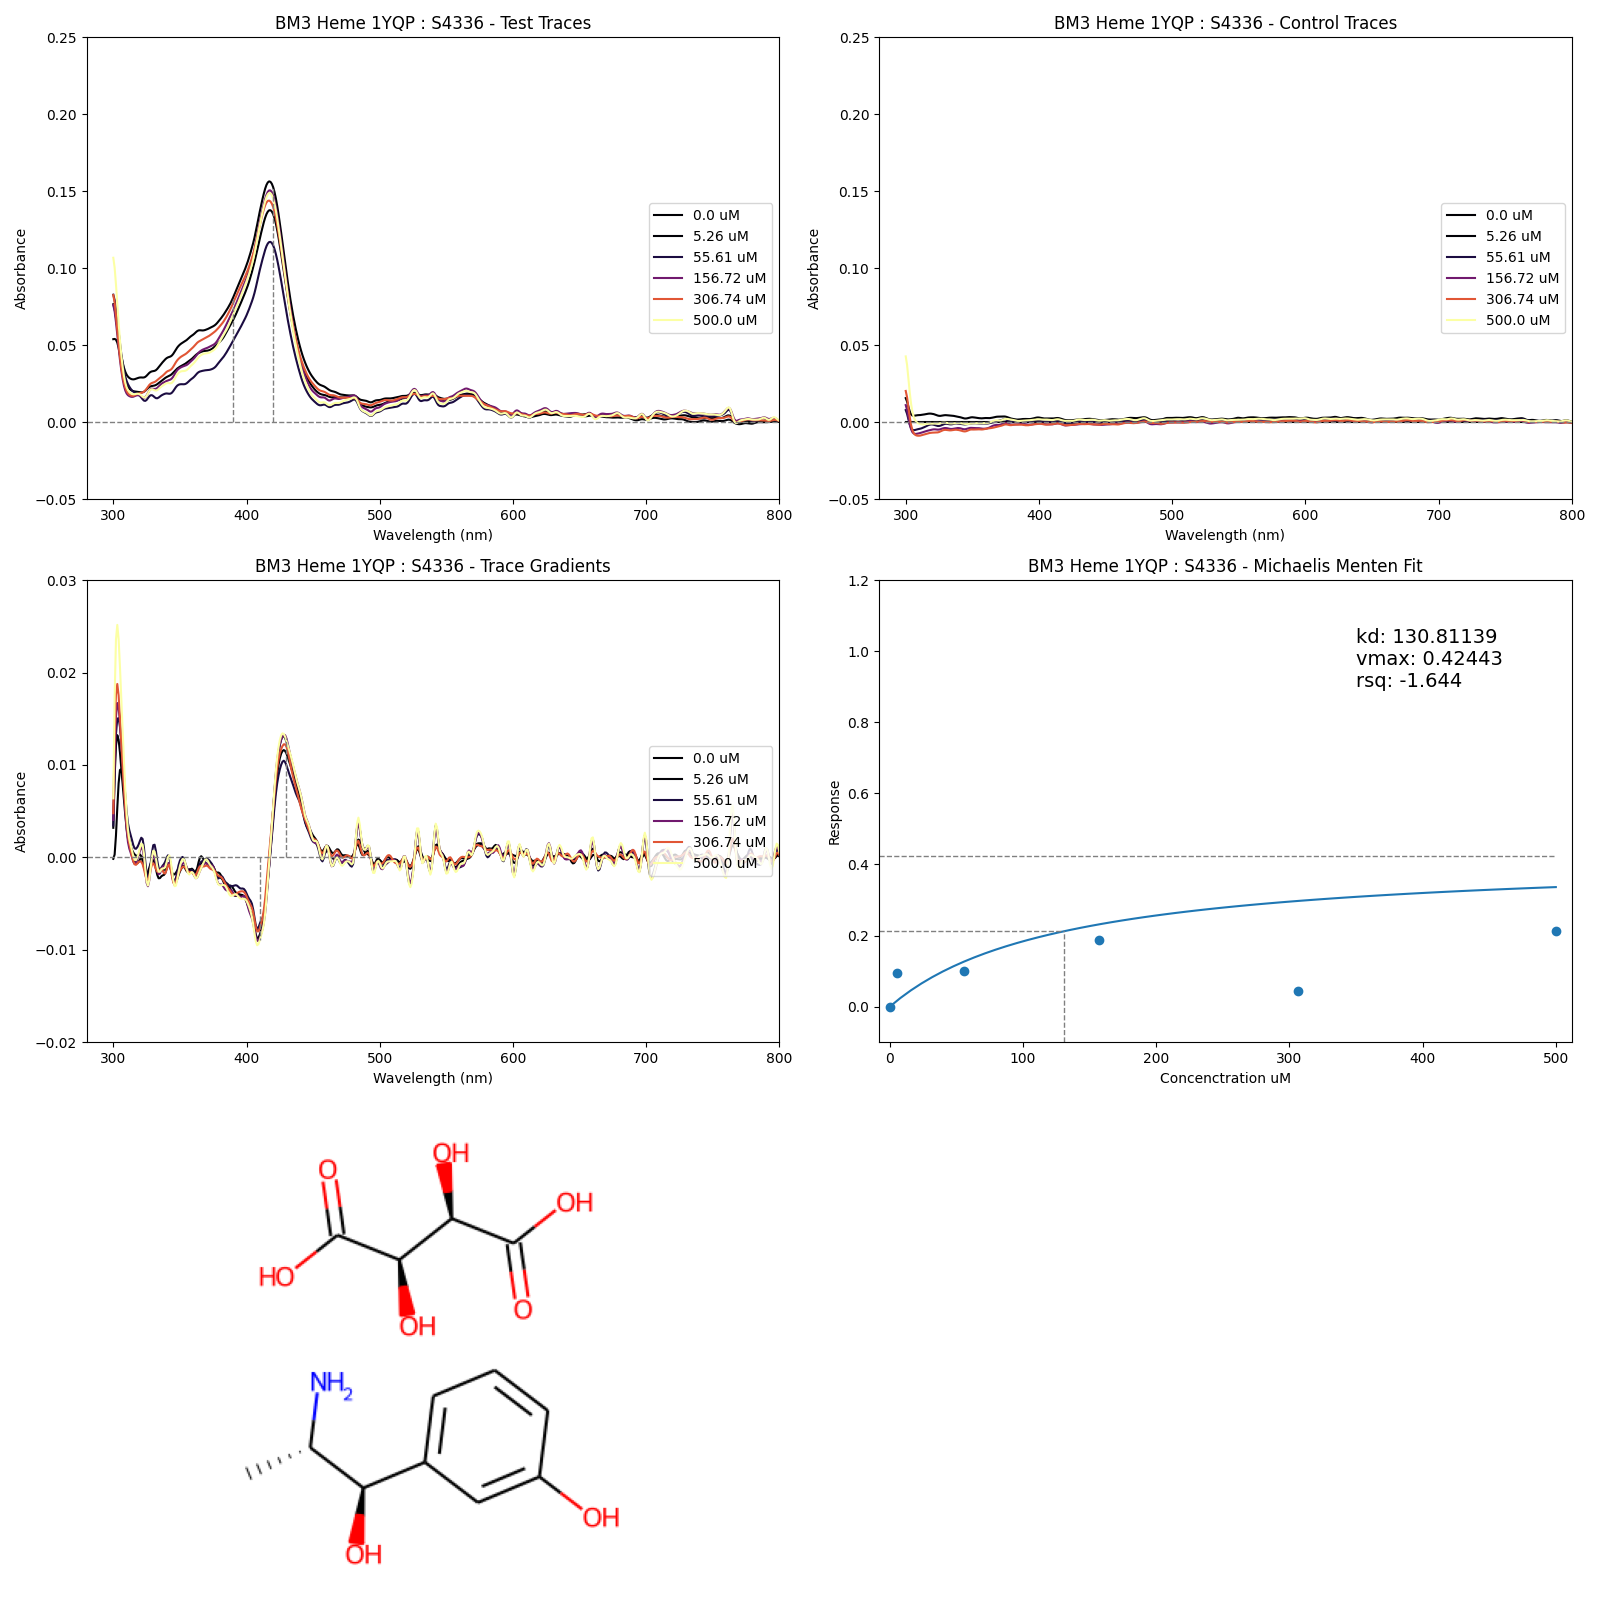 BM3 Heme 1YQP : S4336 - Test Traces
Absorbance
0.25
0.20
0.15
0.10
0.05
0.00
−0.05
300 400 500 600 700 800
Wavelength (nm)
0.0 uM
5.26 uM
55.61 uM
156.72 uM
306.74 uM
500.0 uM
BM3 Heme 1YQP : S4336 - Control Traces
Absorbance
0.25
0.20
0.15
0.10
0.05
0.00
−0.05
300 400 500 600 700 800
Wavelength (nm)
0.0 uM
5.26 uM
55.61 uM
156.72 uM
306.74 uM
500.0 uM
BM3 Heme 1YQP : S4336 - Trace Gradients
Absorbance
0.03
0.02
0.01
0.00
−0.01
−0.02
300 400 500 600 700 800
Wavelength (nm)
0.0 uM
5.26 uM
55.61 uM
156.72 uM
306.74 uM
500.0 uM
BM3 Heme 1YQP : S4336 - Michaelis Menten Fit
Response
1.2
1.0
0.8
0.6
0.4
0.2
0.0
0 100 200 300 400 500
Concenctration uM
kd: 130.81139
vmax: 0.42443
rsq: -1.644
OH
O
OH
HO
O
OH
NH2
OH
OH